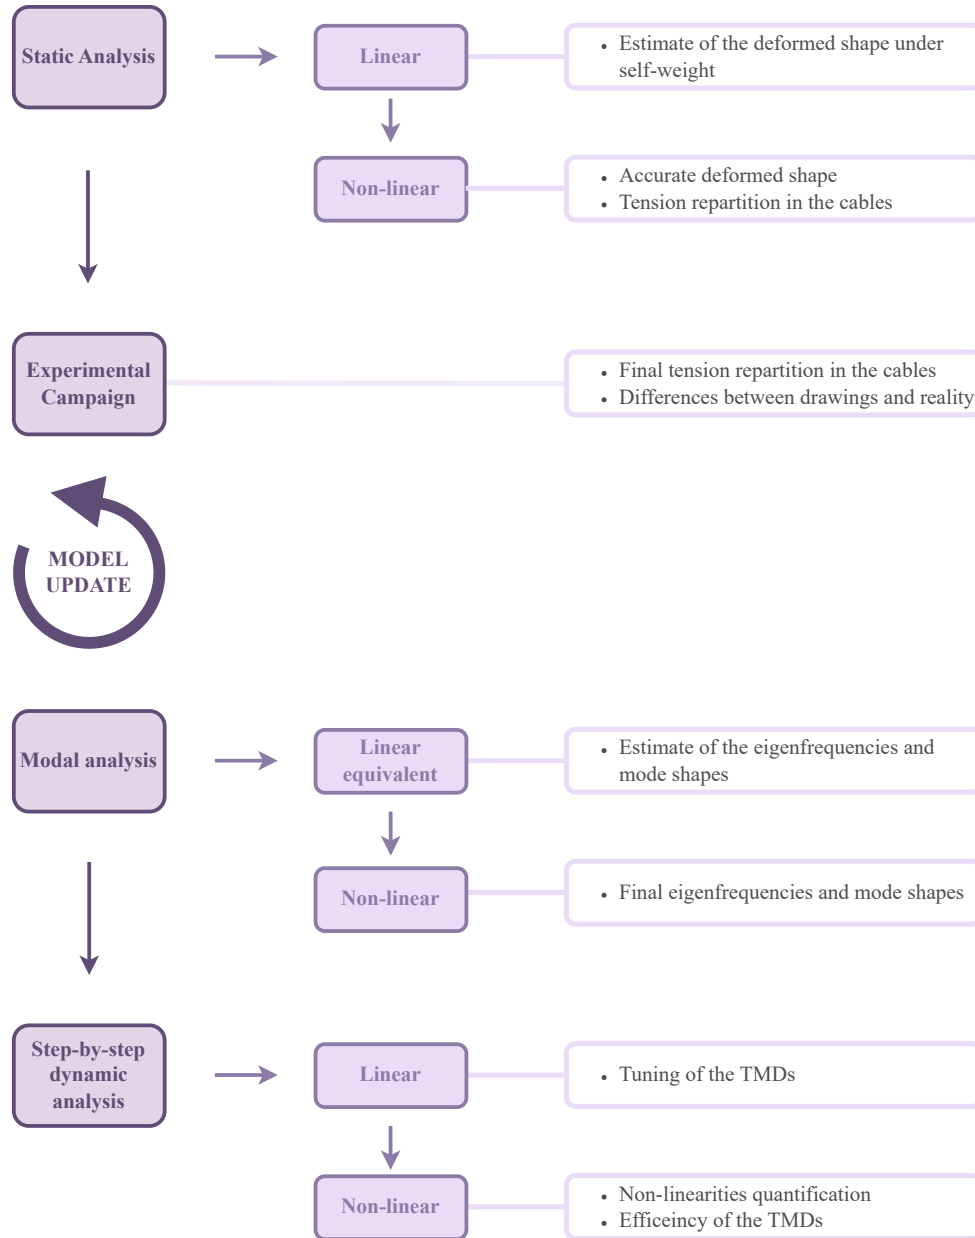 Static Analysis
Linear
• Estimate of the deformed shape under
self-weight
Non-linear
• Accurate deformed shape
• Tension repartition in the cables
Experimental
Campaign
• Final tension repartition in the cables
• Differences between drawings and reality
MODEL
UPDATE
Modal analysis
Linear
equivalent
• Estimate of the eigenfrequencies and
mode shapes
Non-linear
• Final eigenfrequencies and mode shapes
Step-by-step
dynamic
analysis
Linear
• Tuning of the TMDs
Non-linear
• Non-linearities quantification
• Efficeincy of the TMDs